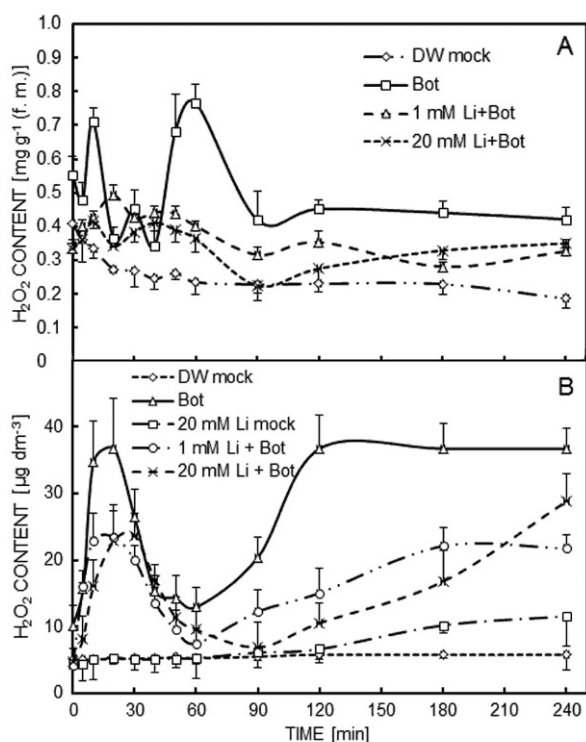 H2O2 CONTENT [mg g-1 (f. m.)]
1.0
0.9
0.8
0.7
0.6
0.5
0.4
0.3
0.2
0.1
0
A
DW mock
Bot
1 mM Li+Bot
20 mM Li+Bot
H2O2 CONTENT [µg dm-3]
40
30
20
10
0
B
DW mock
Bot
20 mM Li mock
1 mM Li + Bot
20 mM Li + Bot
0 30 60 90 120 150 180 210 240
TIME [min]